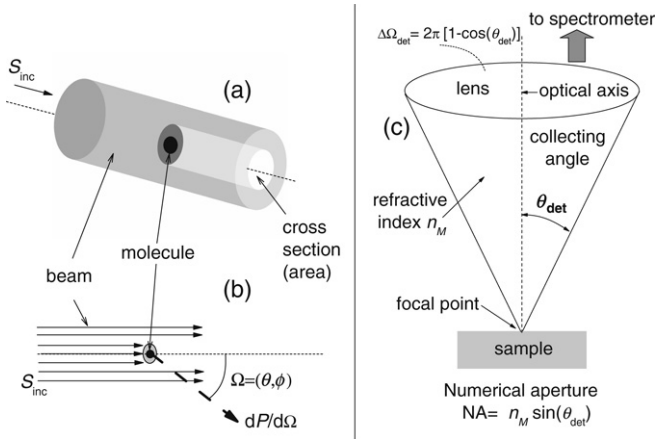 S_inc
(a)
cross
section
(area)
molecule
beam
(b)
S_inc
Ω=(θ,ϕ)
dP/dΩ
to spectrometer
ΔΩ_det= 2π [1-cos(θ_det)]
lens
optical axis
(c)
collecting
angle
θ_det
refractive
index n_M
focal point
sample
Numerical aperture
NA= n_M sin(θ_det)